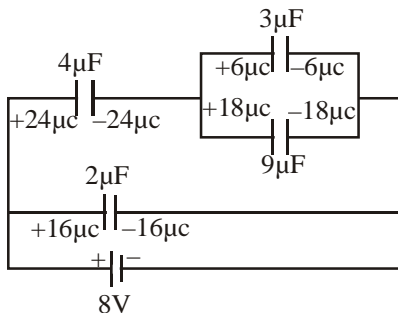 3µF
+6µc –6µc
4µF
+18µc –18µc
+24µc –24µc
9µF
2µF
+16µc –16µc
+ –
8V